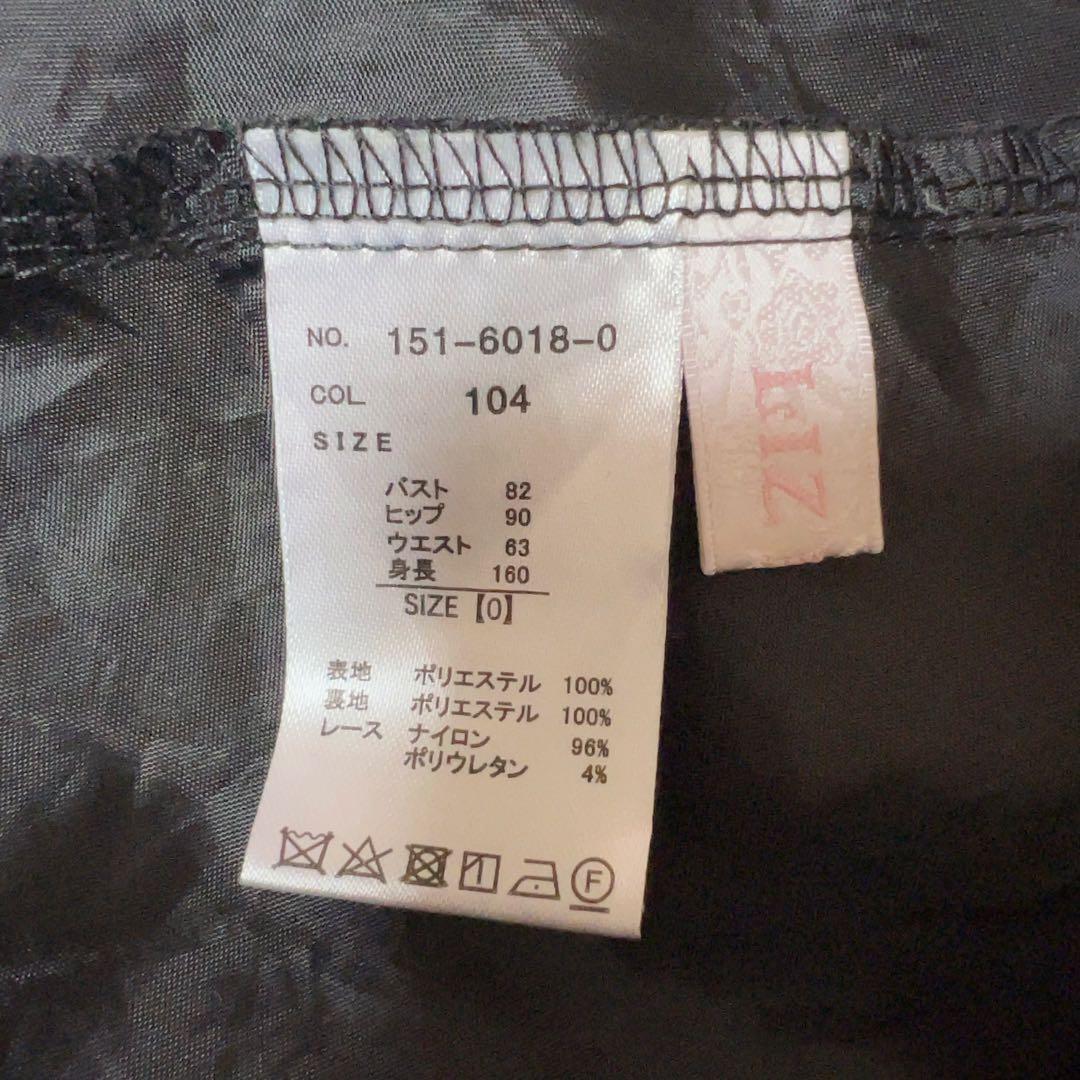 NO. 151-6018-0
COL 104
SIZE
バスト 82
ヒップ 90
ウエスト 63
身長 160
SIZE【0】
表地 ポリエステル 100%
裏地 ポリエステル 100%
レース ナイロン 96%
ポリウレタン 4%
F
LIZ